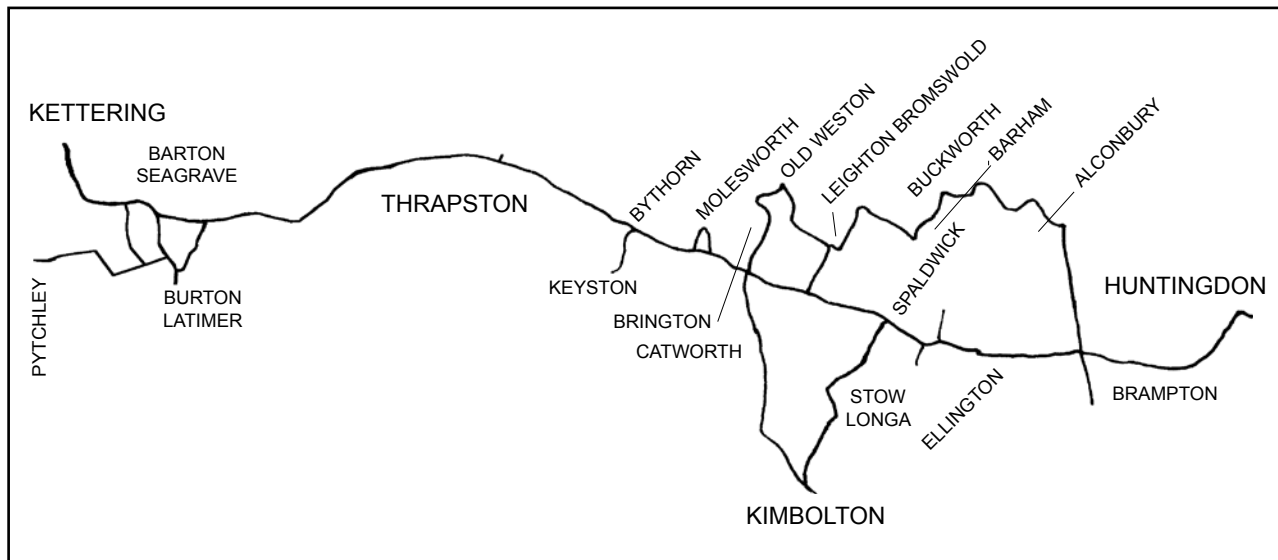 KETTERING
BARTON
SEAGRAVE
THRAPSTON
BYTHORN
MOLESWORTH
OLD WESTON
LEIGHTON BROMSWOLD
BUCKWORTH
BARHAM
ALCONBURY
PYTCHLEY
BURTON
LATIMER
KEYSTON
BRINGTON
CATWORTH
SPALDWICK
HUNTINGDON
STOW
LONGA
ELLINGTON
BRAMPTON
KIMBOLTON